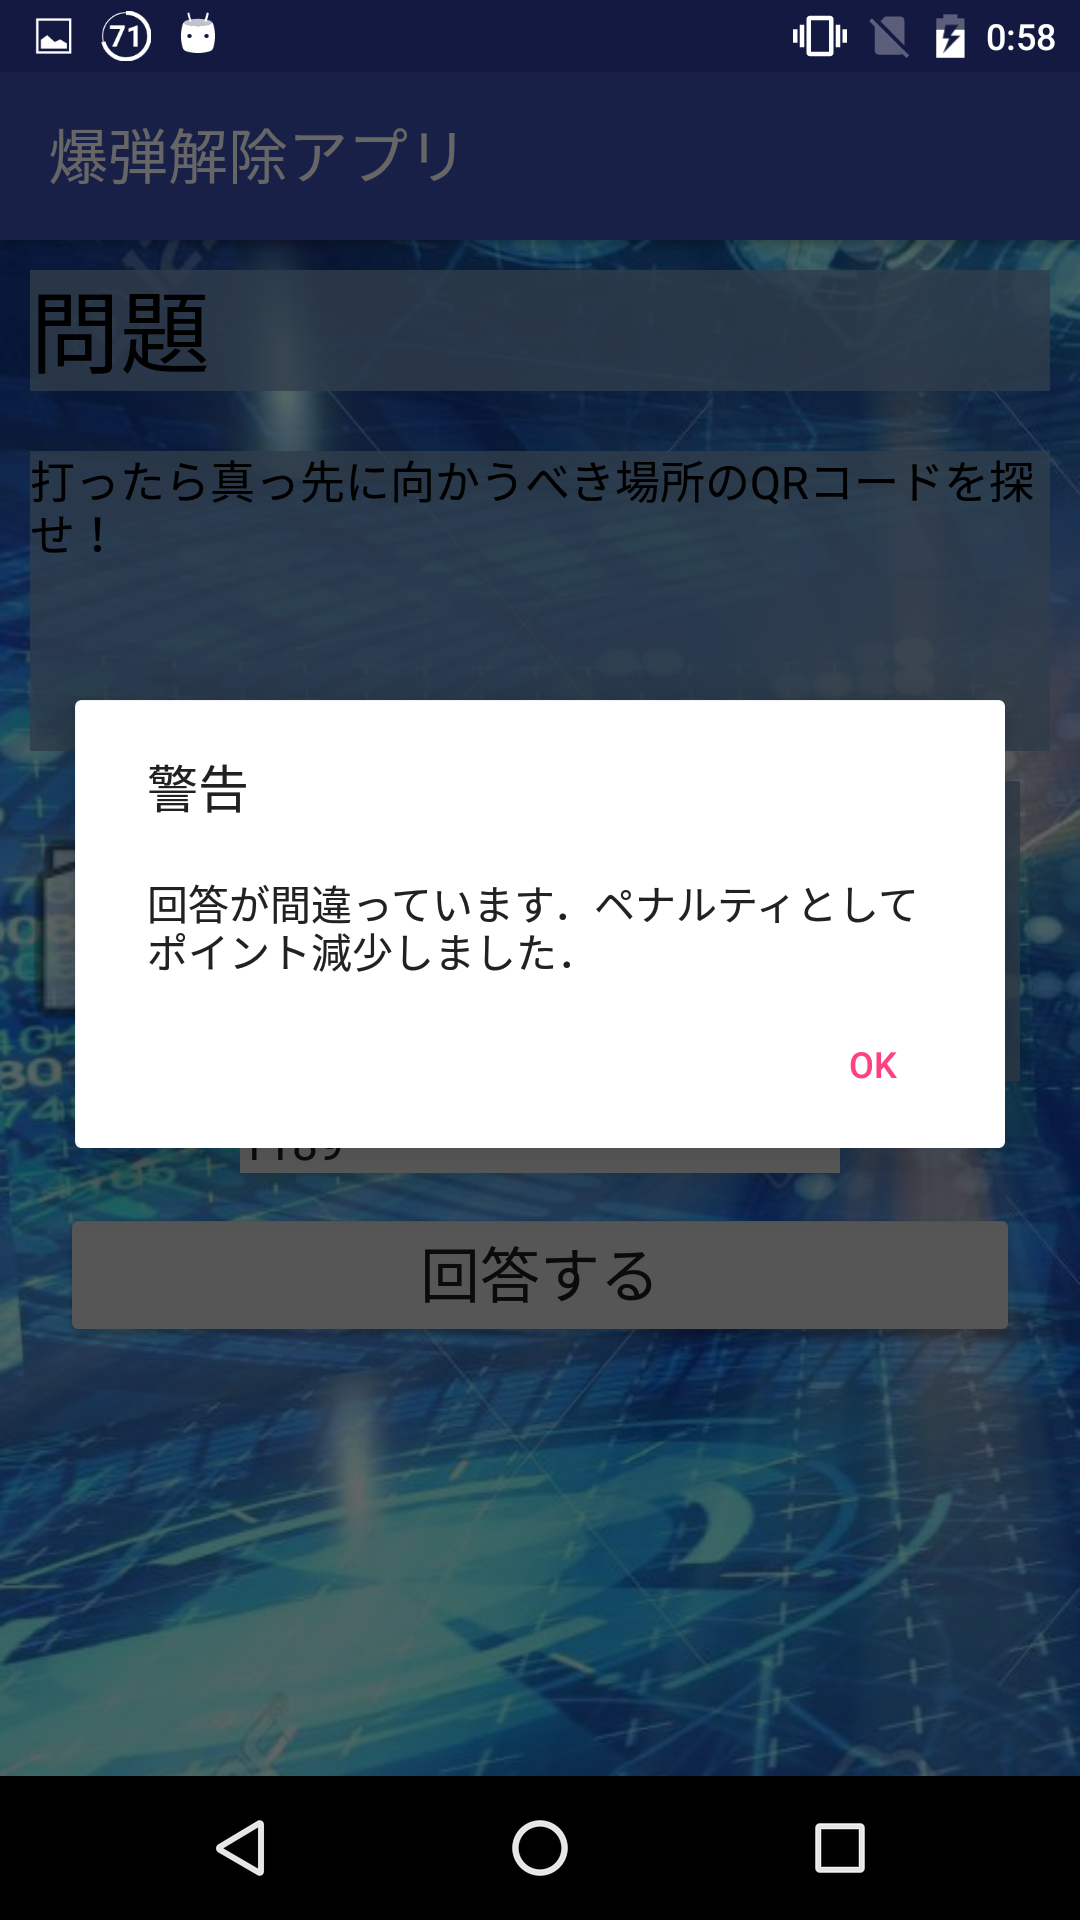 71
0:58
爆弾解除アプリ
問題
打ったら真っ先に向かうべき場所のQRコードを探
せ！
警告
回答が間違っています．ペナルティとして
ポイント減少しました．
OK
回答する